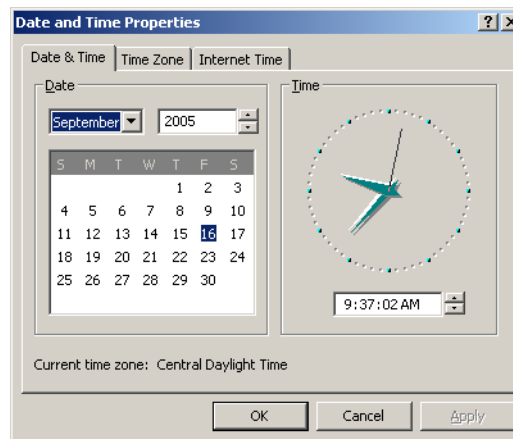 Date and Time Properties
Date & Time Time Zone Internet Time
Date
Time
September 2005
S M T W T F S
1 2 3
4 5 6 7 8 9 10
11 12 13 14 15 16 17
18 19 20 21 22 23 24
25 26 27 28 29 30
9:37:02 AM
Current time zone: Central Daylight Time
OK Cancel Apply